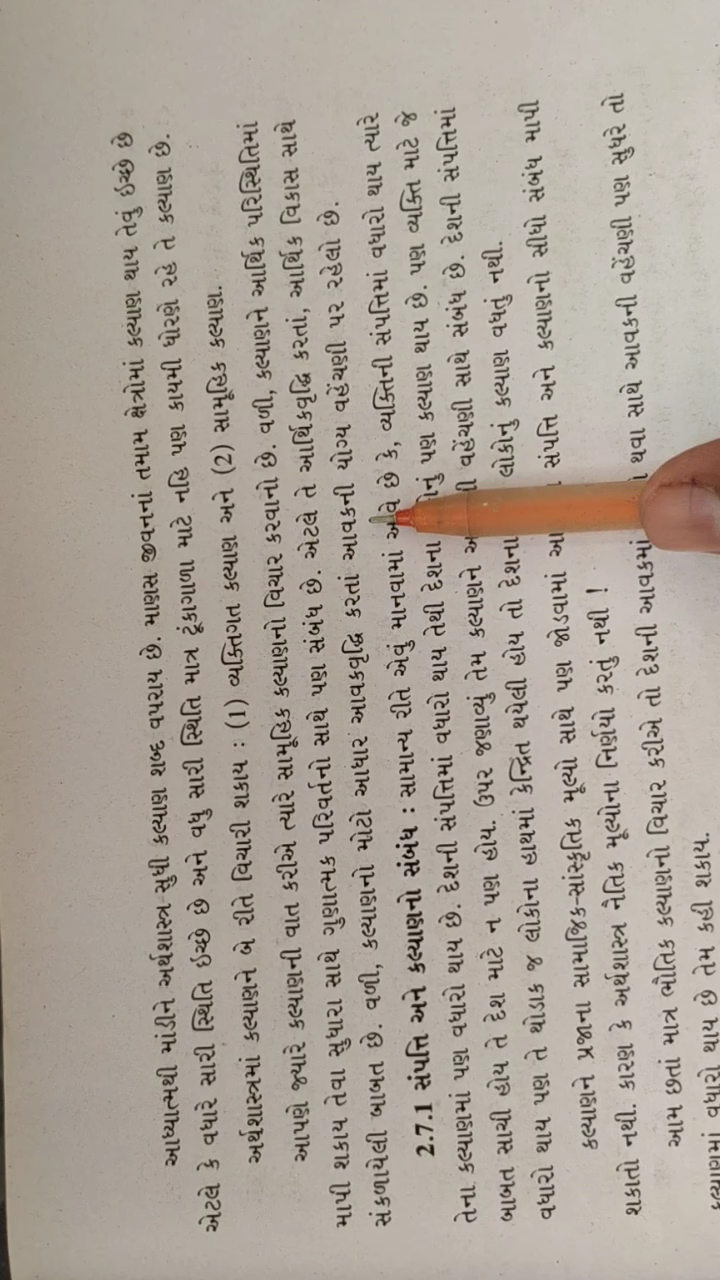 આધ્યાત્મથી માંડીને અર્થશાસ્ત્ર સુધી કલ્યાણ શબ્દ વપરાય છે. માણસ જીવનનાં તમામ ક્ષેત્રોમાં કલ્યાણ થાય તેવું ઇચ્છે છે
એટલે કે વધારે સારી સ્થિતિ ઇચ્છે છે અને વધુ સારી સ્થિતિ માત્ર ટૂંકાગાળા માટે નહિ પણ કાયમી ધોરણે રહે તે કલ્યાણ છે.
અર્થશાસ્ત્રમાં કલ્યાણને બે રીતે વિચારી શકાય : (1) વ્યક્તિગત કલ્યાણ અને (2) સામૂહિક કલ્યાણ.
આપણે જ્યારે કલ્યાણની વાત કરીએ ત્યારે સામૂહિક કલ્યાણનો વિચાર કરવાનો છે. વળી, કલ્યાણને આર્થિક પરિસ્થિતિમાં
માપી શકાય તેવા સુધારા સાથે ગુણાત્મક પરિવર્તનો સાથે પણ સંબંધ છે. એટલે તે આર્થિકવૃદ્ધિ કરતાં, આર્થિક વિકાસ સાથે
સંકળાયેલી બાબત છે. વળી, કલ્યાણનો મોટો આધાર આવકવૃદ્ધિ કરતાં આવકની યોગ્ય વહેંચણી પર રહેલો છે.
2.7.1 સંપત્તિ અને કલ્યાણનો સંબંધ : સામાન્ય રીતે એવું માનવામાં છે કે, વ્યક્તિની સંપત્તિમાં વધારો થાય ત્યારે
તેના કલ્યાણમાં પણ વધારો થાય છે. દેશની સંપત્તિમાં વધારો થાય તેથી દેશના પણ કલ્યાણ થાય છે. પણ વ્યક્તિ માટે જ
બાબત સાચી હોય તે દેશ માટે ન પણ હોય. ઉપર જણાવ્યું તેમ કલ્યાણને વહેંચણી સાથે સંબંધ છે. દેશની સંપત્તિમાં
વધારો થાય પણ તે થોડાક જ લોકોના હાથમાં કેન્દ્રિત થયેલી હોય તો દેશના લોકોનું કલ્યાણ વધતું નથી.
કલ્યાણને પ્રજાના સામાજિક-સાંસ્કૃતિક મૂલ્યો સાથે પણ જોડવામાં સંપત્તિ અને કલ્યાણનો સીધો સંબંધ માપી
શકાતો નથી. કારણ કે અર્થશાસ્ત્ર નૈતિક મૂલ્યોના નિર્ણયો કરતું નથી !
આમ છતાં માત્ર ભૌતિક કલ્યાણનો વિચાર કરીએ તો દેશની આવકમાં થવા સાથે આવકની વહેંચણી પણ સુધરે તો
કલ્યાણમાં વધારો થાય છે તેમ કહી શકાય.